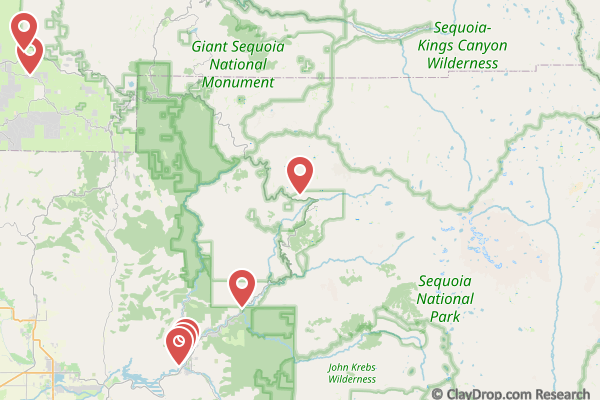 Sequoia-
Kings Canyon
Wilderness
Giant Sequoia
National
Monument
Sequoia
National
Park
John Krebs
Wilderness
© ClayDrop.com Research